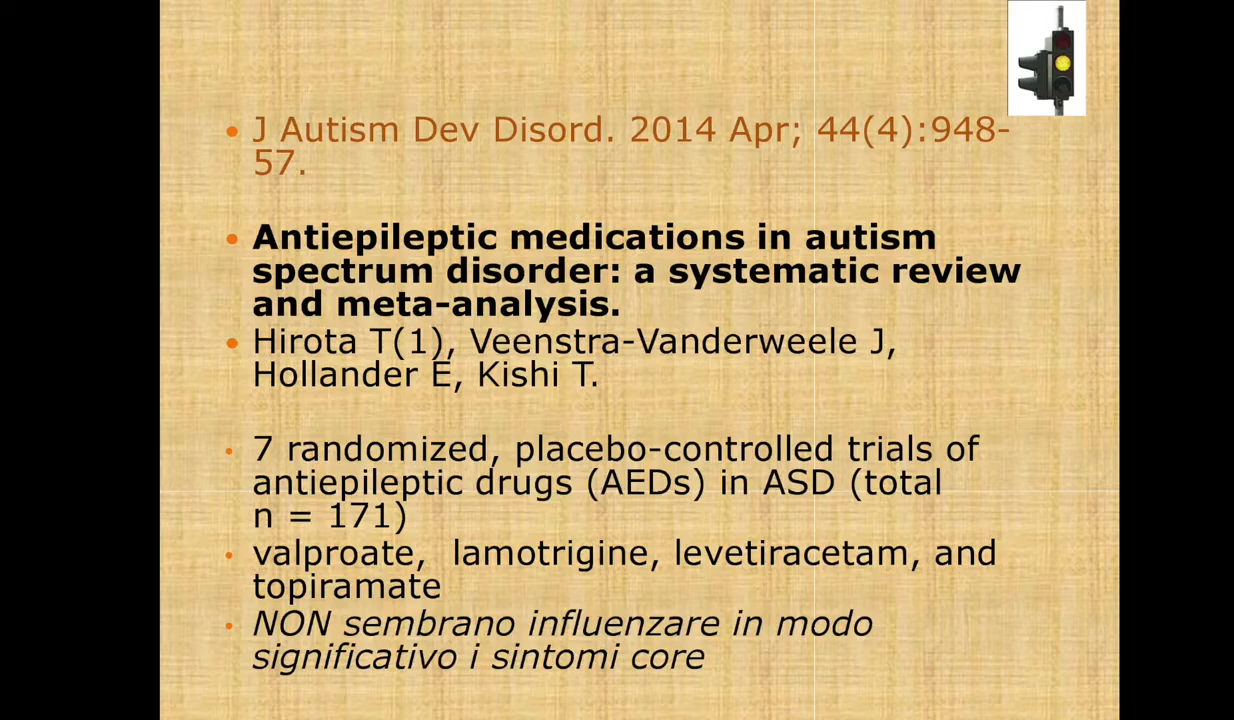 J Autism Dev Disord. 2014 Apr; 44(4):948-
57.
Antiepileptic medications in autism
spectrum disorder: a systematic review
and meta-analysis.
Hirota T(1), Veenstra-Vanderweele J,
Hollander E, Kishi T.
7 randomized, placebo-controlled trials of
antiepileptic drugs (AEDs) in ASD (total
n = 171)
valproate, lamotrigine, levetiracetam, and
topiramate
NON sembrano influenzare in modo
significativo i sintomi core